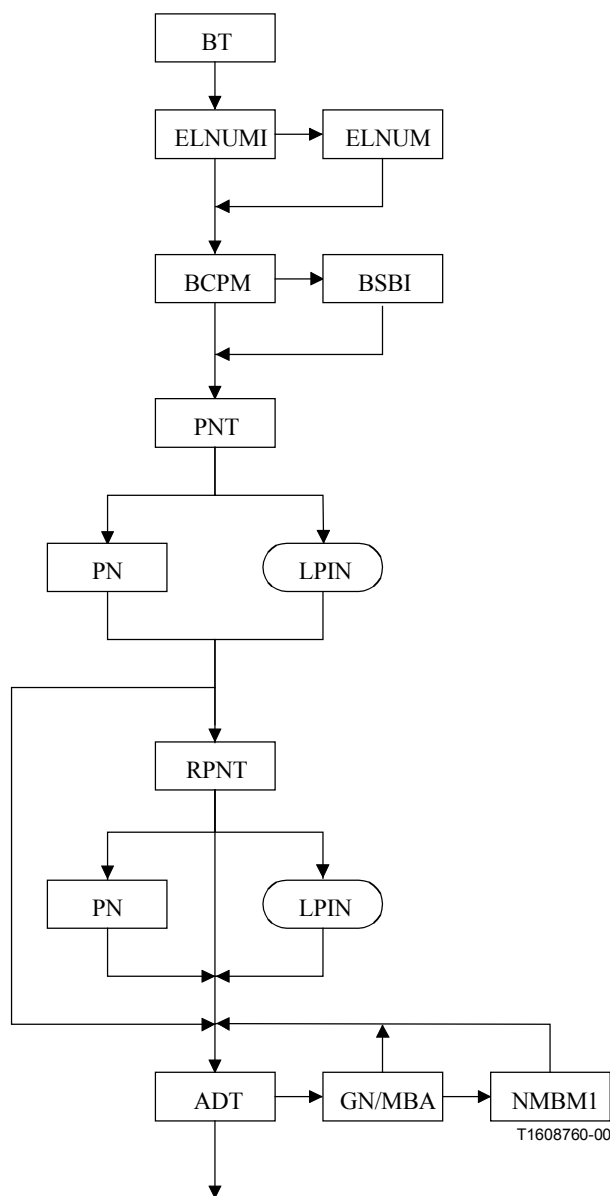 BT
ELNUMI
ELNUM
BCPM
BSBI
PNT
PN
LPIN
RPNT
PN
LPIN
ADT
GN/MBA
NMBM1
T1608760-00